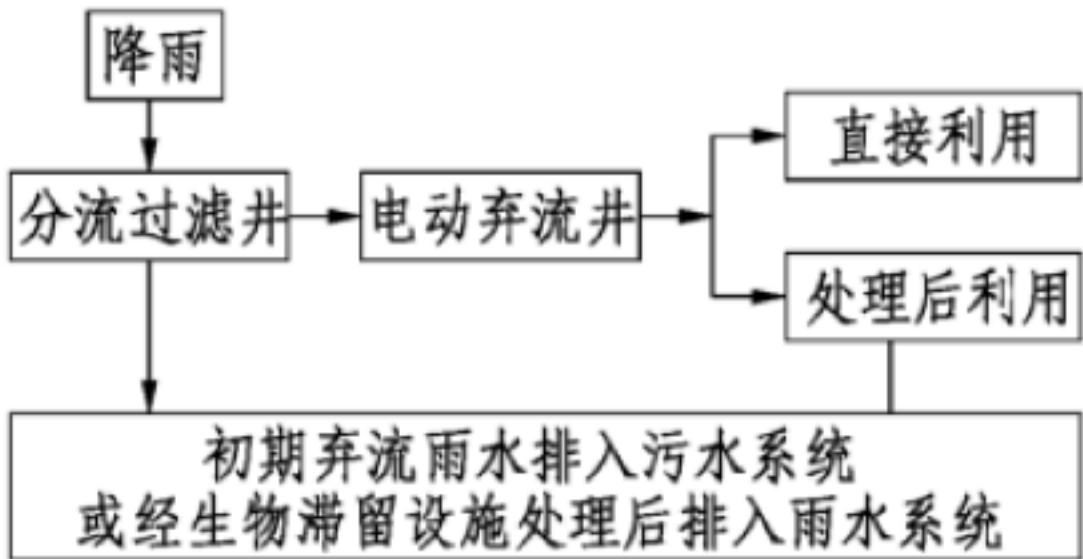 降雨
分流过滤井
电动弃流井
直接利用
处理后利用
初期弃流雨水排入污水系统
或经生物滞留设施处理后排入雨水系统